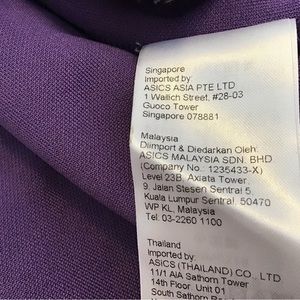 Singapore
Imported by:
ASICS ASIA PTE LTD
1 Wallich Street, #28-03
Guoco Tower
Singapore 078881
Malaysia
Diimport & Diedarkan Oleh:
ASICS MALAYSIA SDN. BHD
(Company No.: 1235433-X)
Level 23B, Axiata Tower
9, Jalan Stesen Sentral 5
Kuala Lumpur Sentral, 50470
WP KL, Malaysia
Tel. 03-2260 1100
Thailand
Imported by:
ASICS (THAILAND) CO., LTD
11/1 AIA Sathorn Tower
14th Floor, Unit 01
South Sathorn